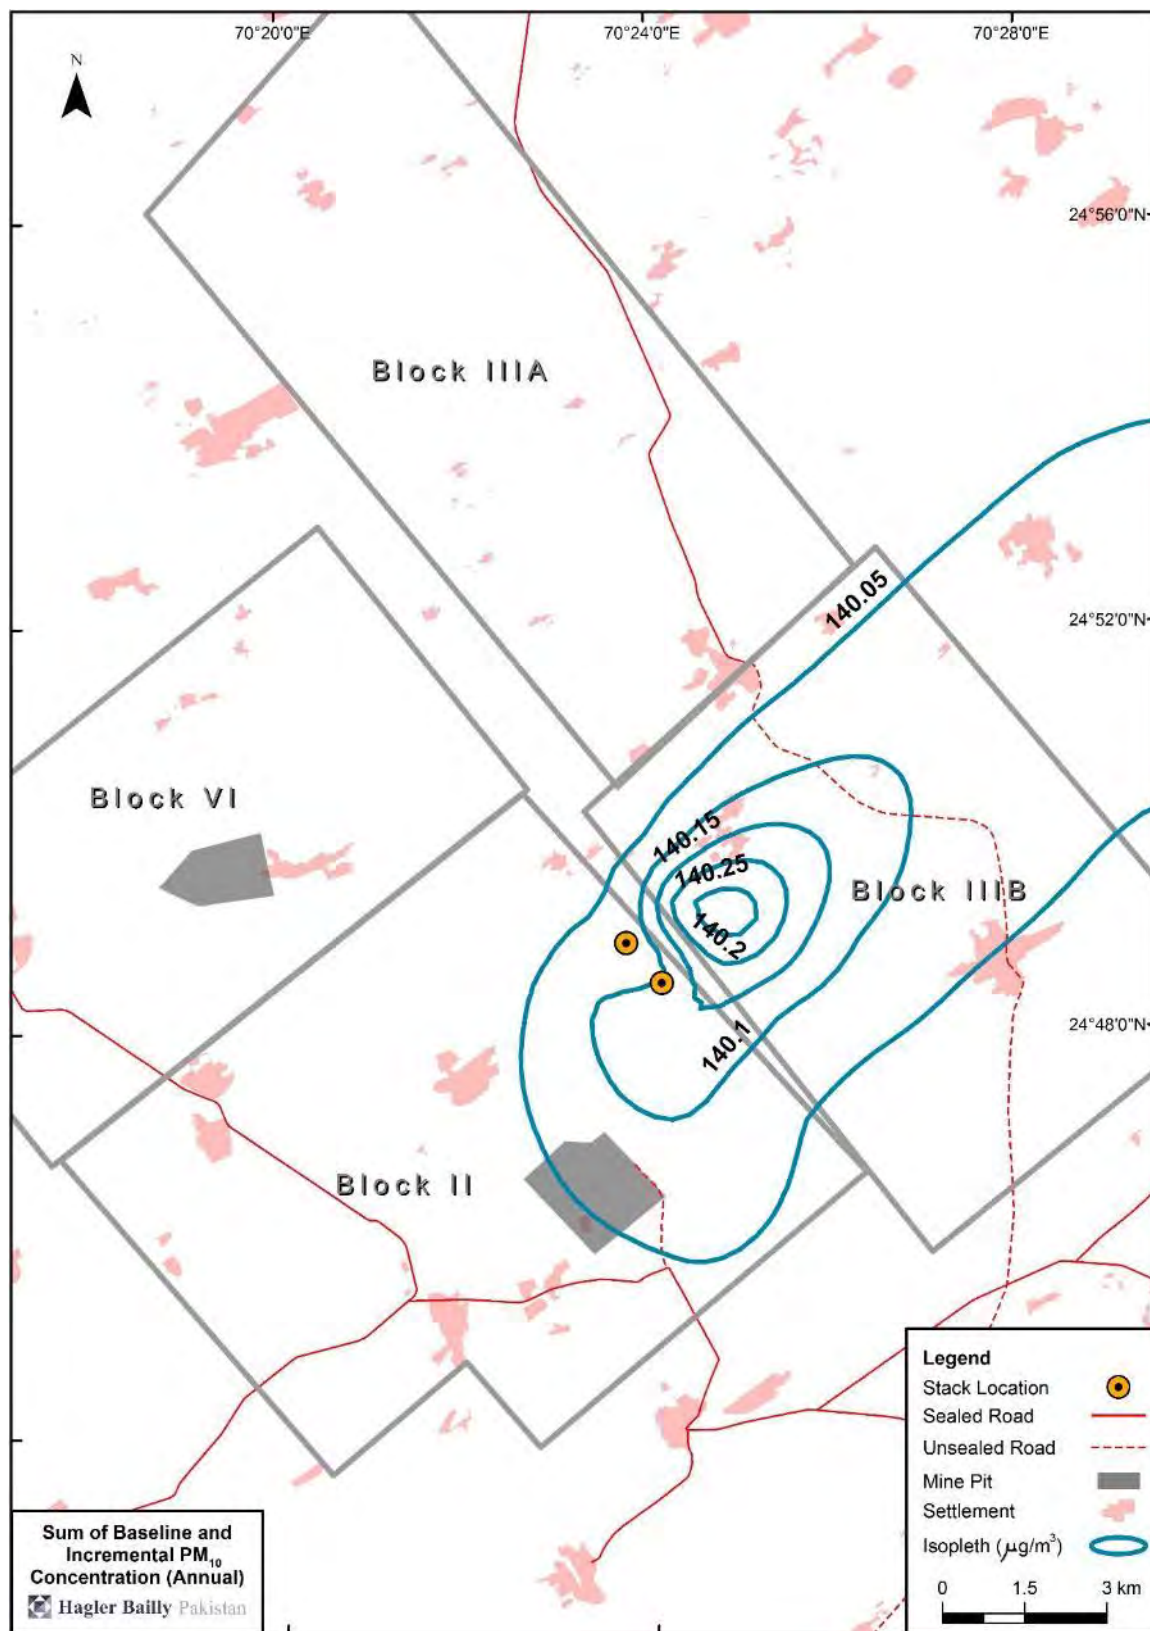 70°20'0"E
70°24'0"E
70°28'0"E
N
24°56'0"N
Block IIIA
140.05
24°52'0"N
Block VI
140.15
140.25
Block IIIB
140.2
24°48'0"N
140.1
Block II
Legend
Stack Location
Sealed Road
Unsealed Road
Mine Pit
Settlement
Isopleth (μg/m³)
0 1.5 3 km
Sum of Baseline and
Incremental PM₁₀
Concentration (Annual)
Hagler Bailly Pakistan